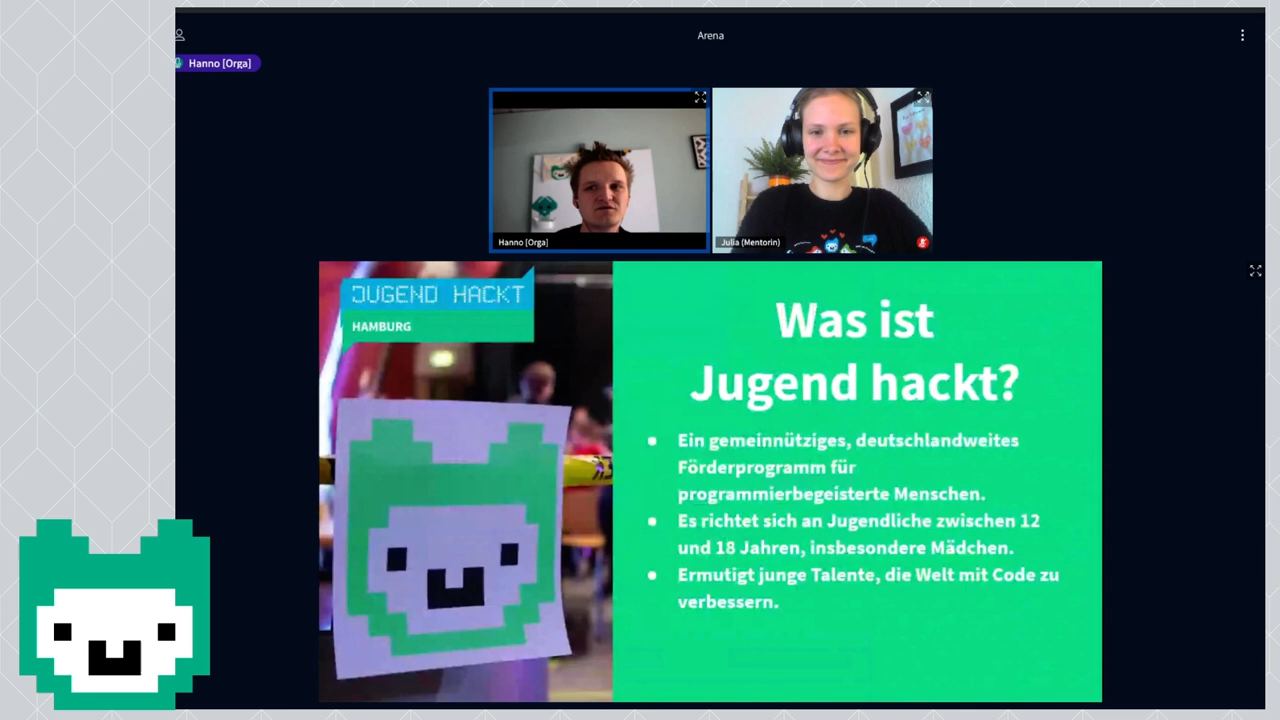 Arena
Hanno [Orga]
Hanno [Orga]
Julia (Mentorin)
JUGEND HACKT
HAMBURG
Was ist
Jugend hackt?
Ein gemeinnütziges, deutschlandweites
Förderprogramm für
programmierbegeisterte Menschen.
Es richtet sich an Jugendliche zwischen 12
und 18 Jahren, insbesondere Mädchen.
Ermutigt junge Talente, die Welt mit Code zu
verbessern.